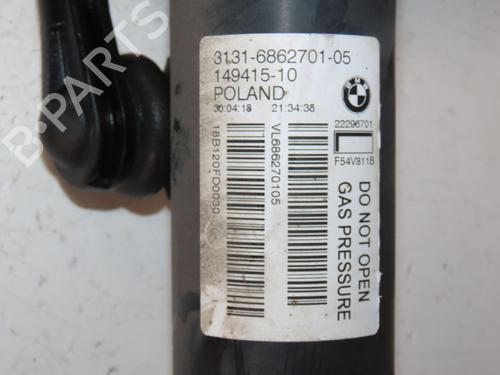 3131-6862701-05
149415-10
POLAND
30:04:18 21:34:38
18B120FD0030
VL686270105
22296701
F54V311B
DO NOT OPEN
GAS PRESSURE
BMW
B-PARTS